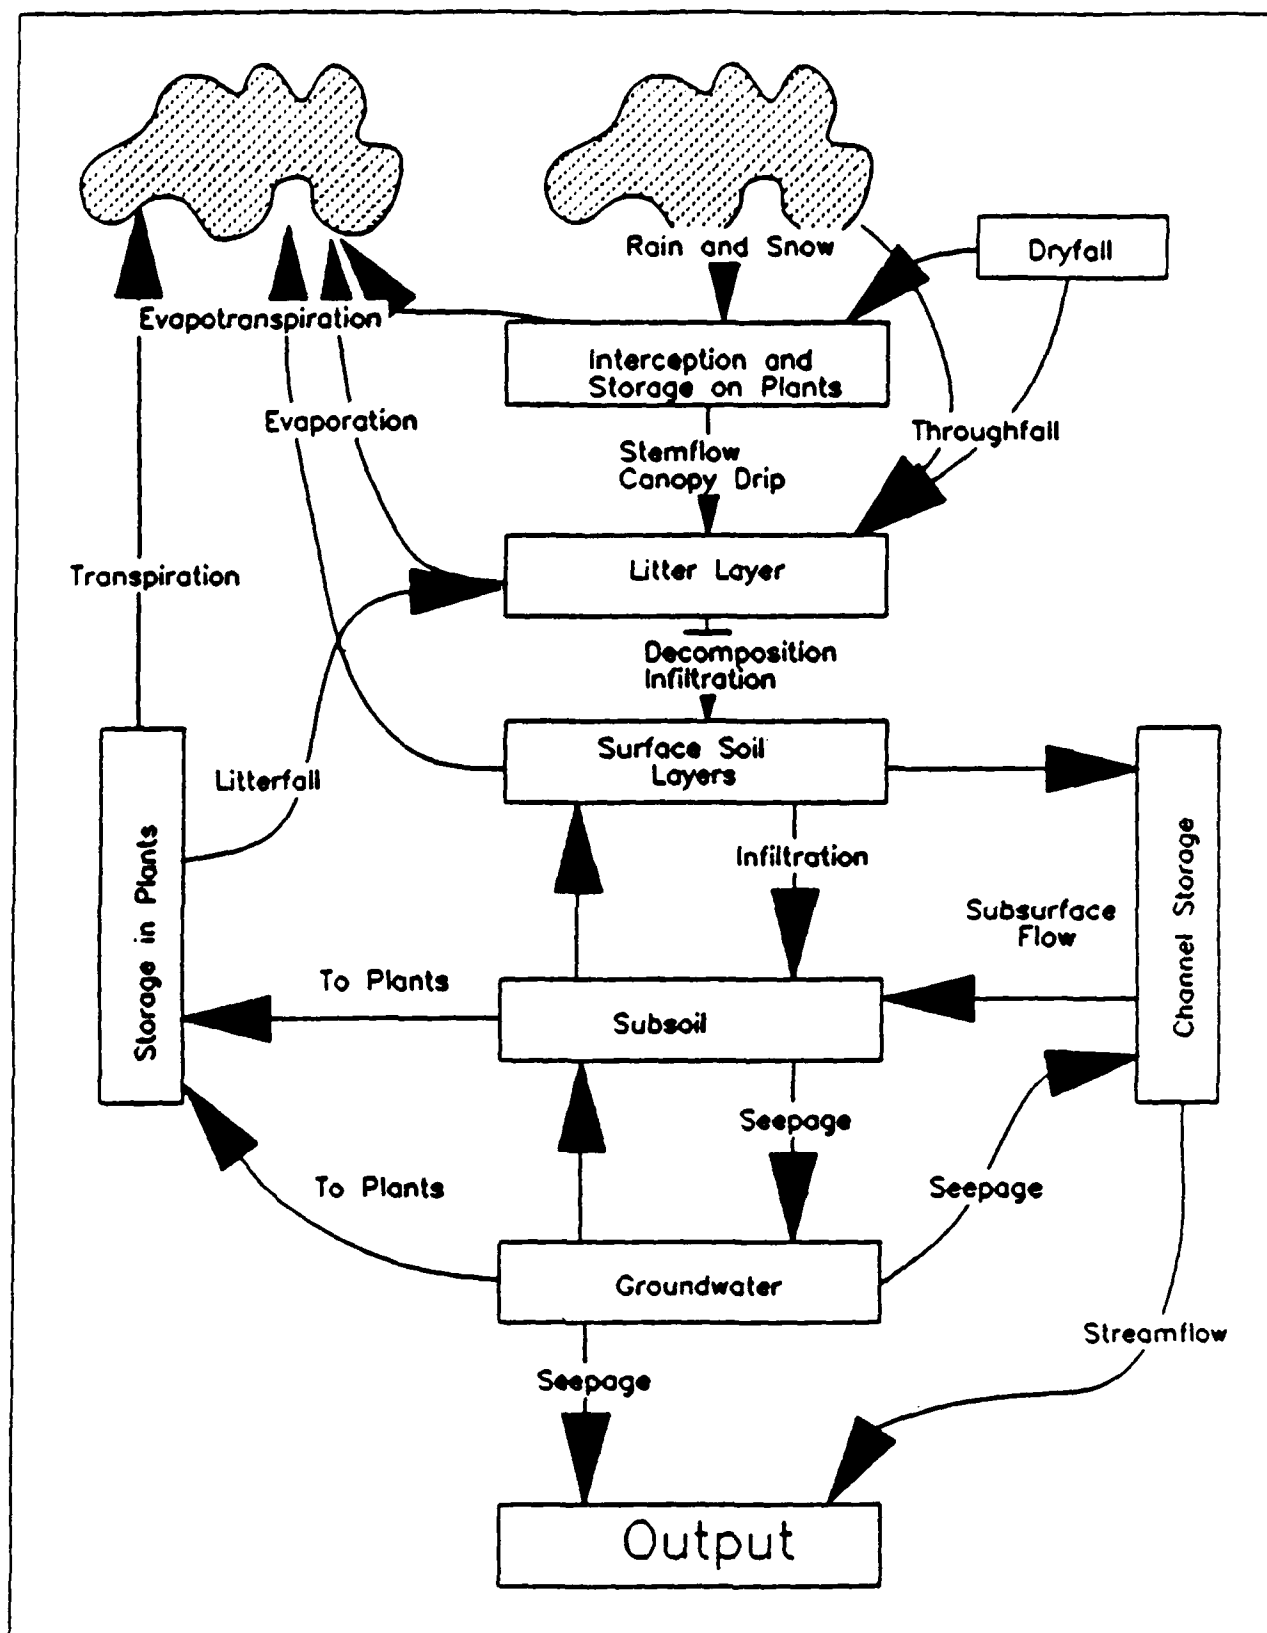 Rain and Snow
Dryfall
Evapotranspiration
Interception and
Storage on Plants
Evaporation
Throughfall
Stemflow
Canopy Drip
Transpiration
Litter Layer
Decomposition
Infiltration
Surface Soil
Layers
Litterfall
Storage in Plants
Infiltration
Channel Storage
Subsurface
Flow
To Plants
Subsoil
Seepage
To Plants
Seepage
Groundwater
Streamflow
Seepage
Output